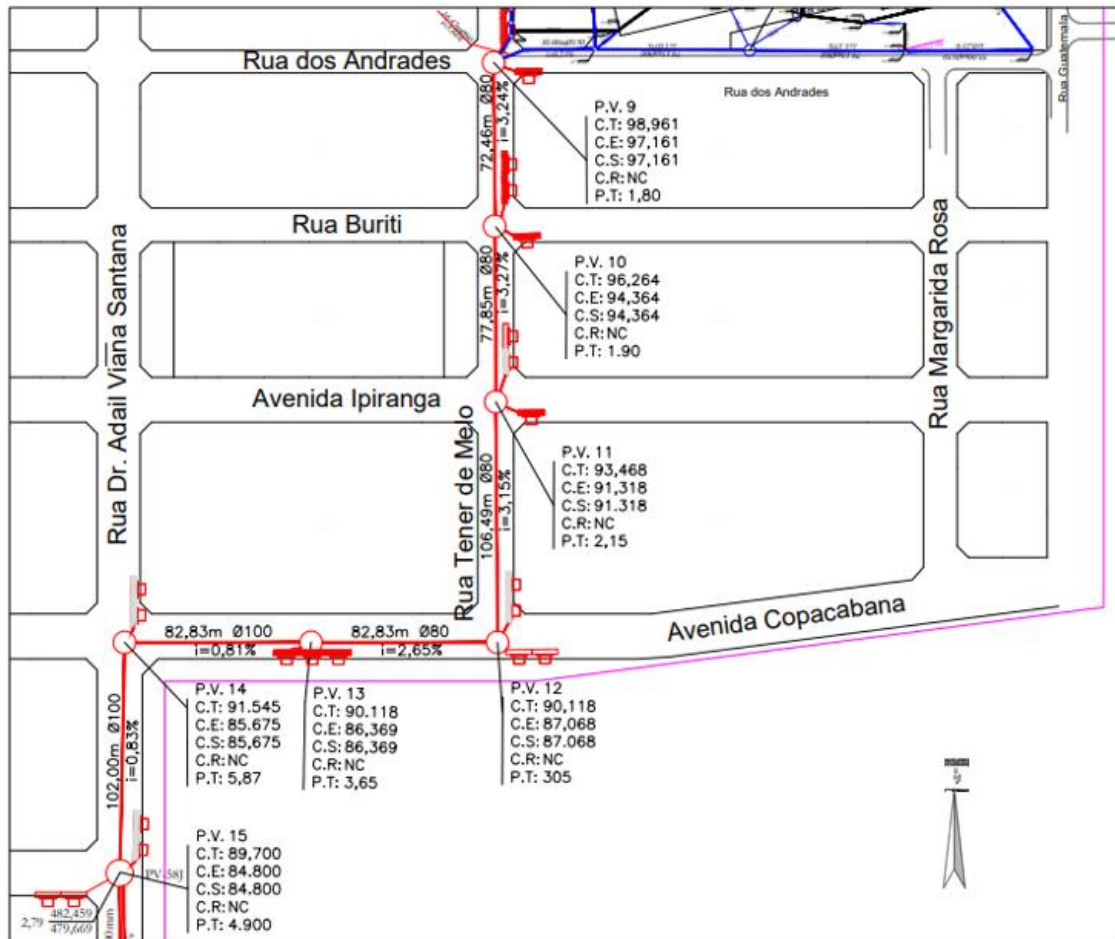 Rua dos Andrades
Rua dos Andrades
Rua Guatemala
72,46m Ø80
i=3,24%
P.V. 9
C.T: 98,961
C.E: 97,161
C.S: 97,161
C.R: NC
P.T: 1,80
Rua Buriti
Rua Dr. Adail Viana Santana
Rua Margarida Rosa
77,85m Ø80
i=3,27%
P.V. 10
C.T: 96,264
C.E: 94,364
C.S: 94,364
C.R: NC
P.T: 1.90
Avenida Ipiranga
Rua Tener de Melo
106,49m Ø80
i=3,15%
P.V. 11
C.T: 93,468
C.E: 91,318
C.S: 91.318
C.R: NC
P.T: 2,15
Avenida Copacabana
82,83m Ø100
i=0,81%
82,83m Ø80
i=2,65%
P.V. 14
C.T: 91.545
C.E: 85.675
C.S: 85,675
C.R: NC
P.T: 5,87
P.V. 13
C.T: 90.118
C.E: 86,369
C.S: 86,369
C.R: NC
P.T: 3,65
P.V. 12
C.T: 90,118
C.E: 87,068
C.S: 87.068
C.R: NC
P.T: 305
102,00m Ø100
i=0,83%
P.V. 15
C.T: 89,700
C.E: 84.800
C.S: 84.800
C.R: NC
P.T: 4.900
PV-58J
2,79
482,459
479,669